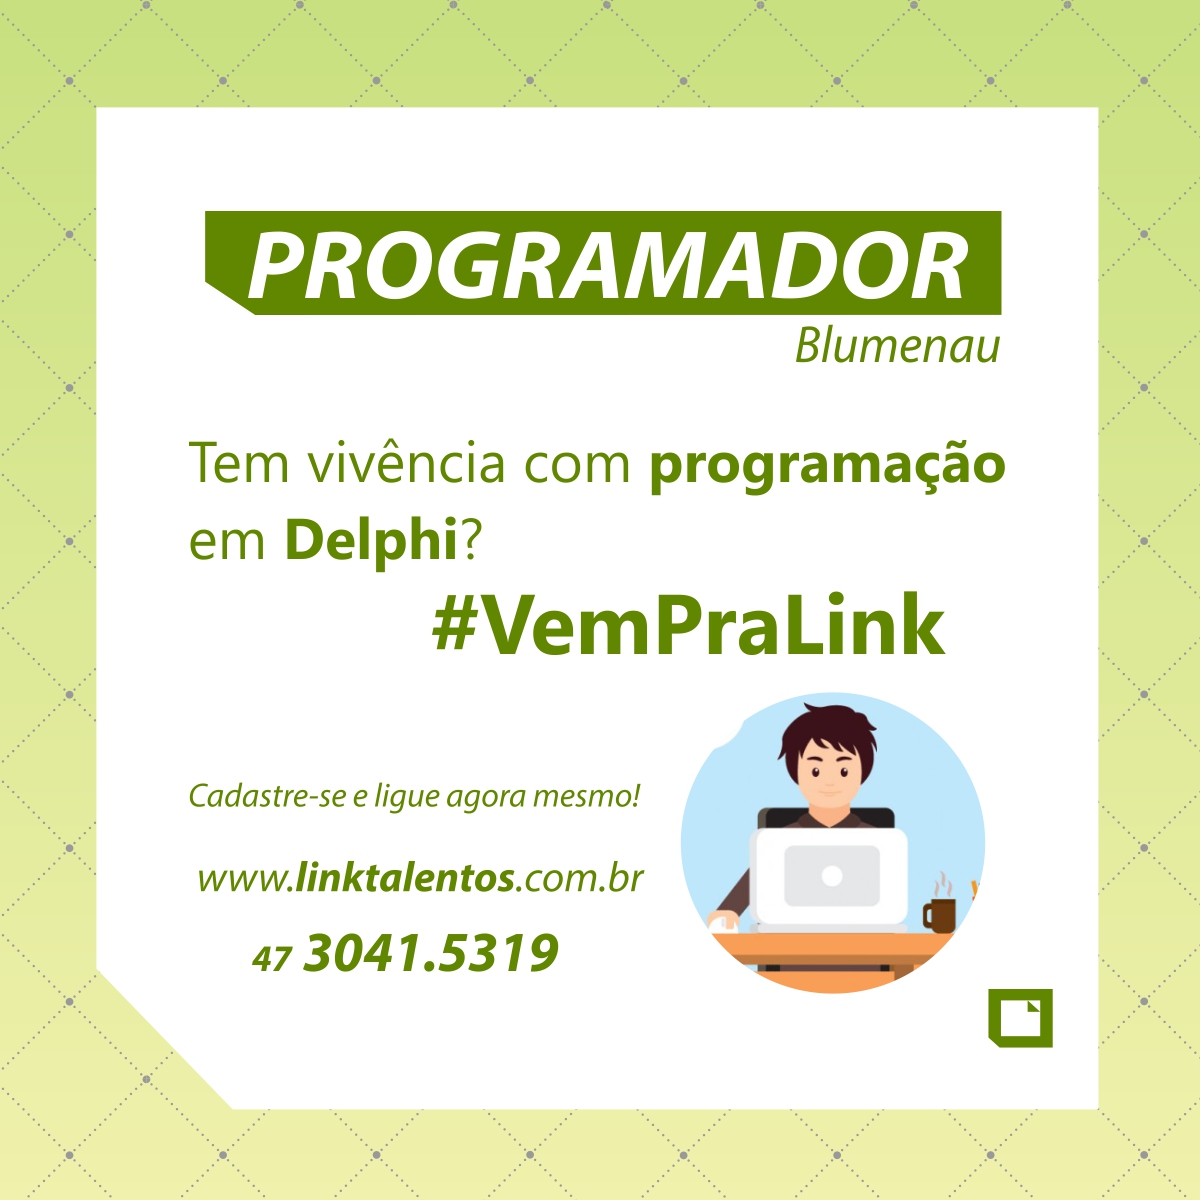 PROGRAMADOR
Blumenau
Tem vivência com programação
em Delphi?
#VemPraLink
Cadastre-se e ligue agora mesmo!
www.linktalentos.com.br
47 3041.5319